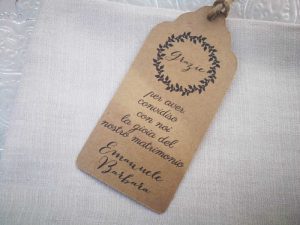 Grazie
per aver
condiviso
con noi
la gioia del
nostro matrimonio
Emanuele
Barbara